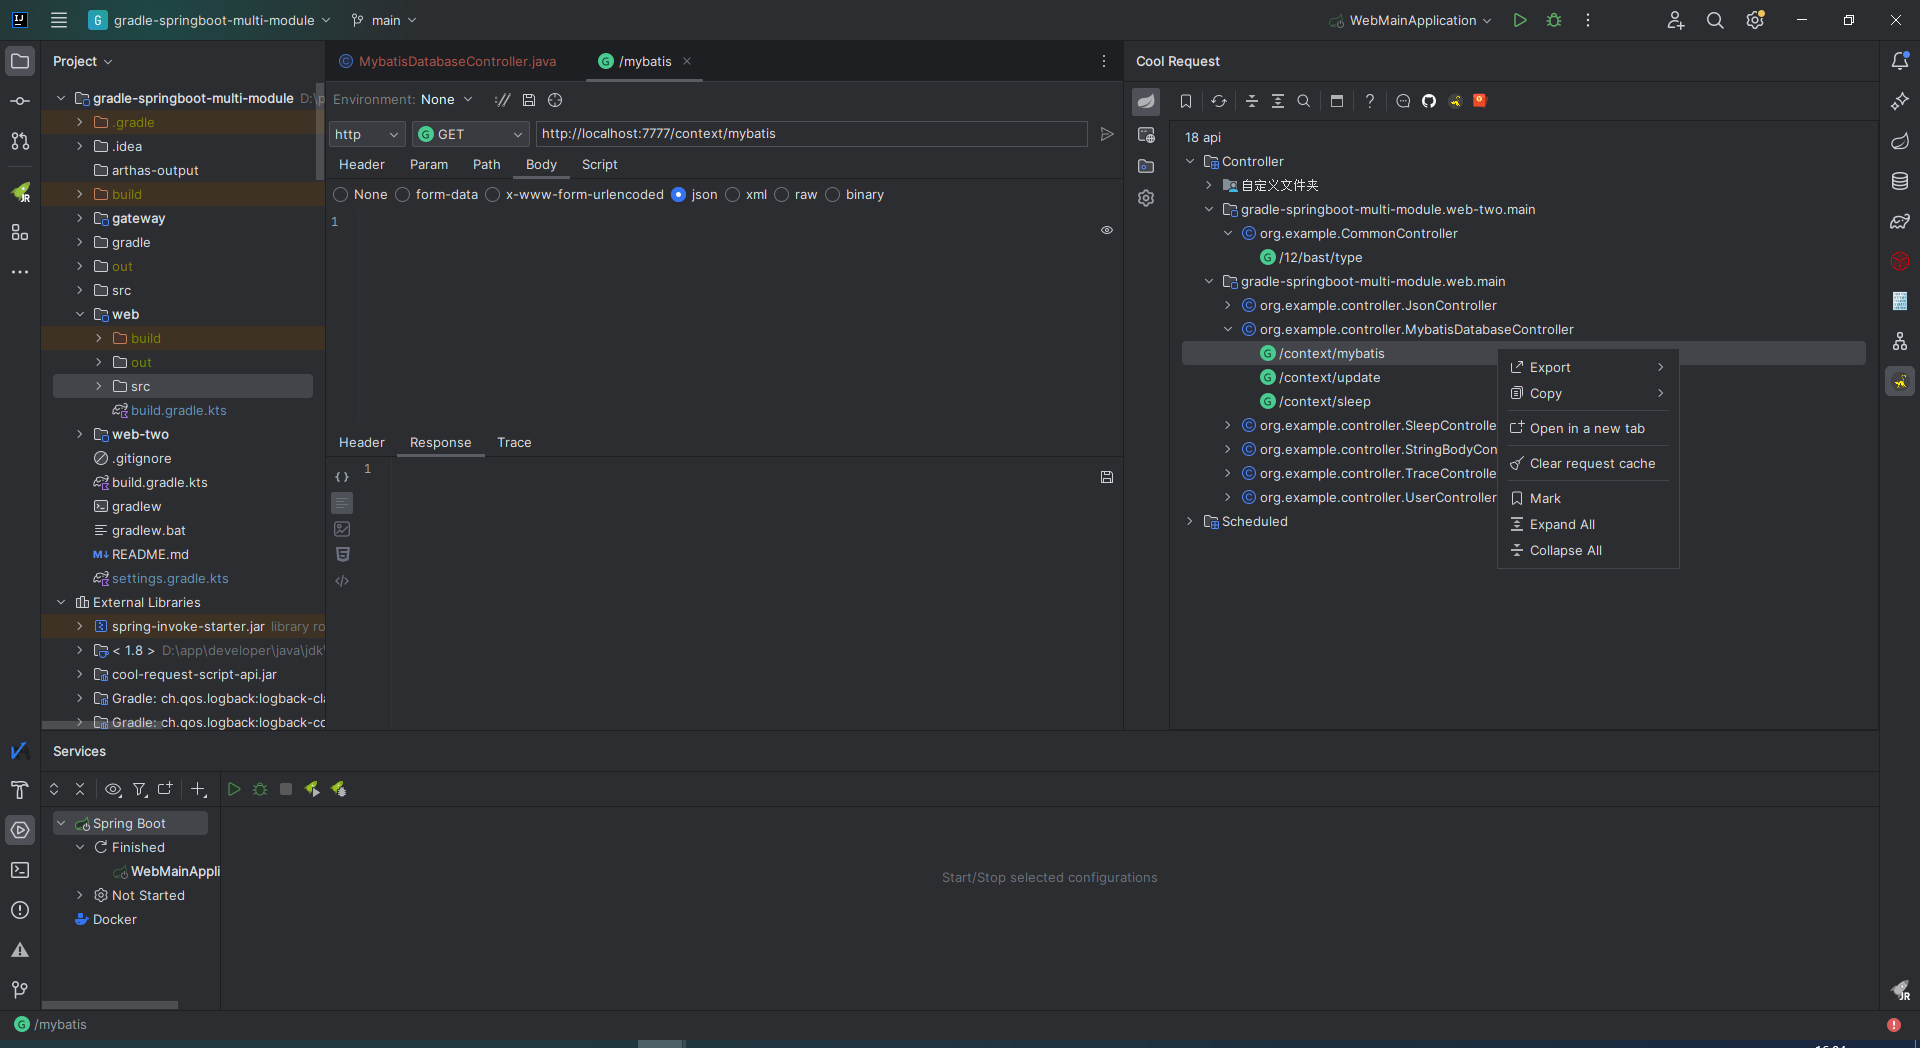 gradle-springboot-multi-module
main
WebMainApplication
Project
MybatisDatabaseController.java
/mybatis
Cool Request
gradle-springboot-multi-module D:\p
.gradle
.idea
arthas-output
build
gateway
gradle
out
src
web
build
out
src
build.gradle.kts
web-two
.gitignore
build.gradle.kts
gradlew
gradlew.bat
README.md
settings.gradle.kts
External Libraries
spring-invoke-starter.jar library ro
< 1.8 > D:\app\developer\java\jdk\
cool-request-script-api.jar
Gradle: ch.qos.logback:logback-cl
Gradle: ch.qos.logback:logback-co
Environment: None
http GET http://localhost:7777/context/mybatis
Header Param Path Body Script
None form-data x-www-form-urlencoded json xml raw binary
1
Header Response Trace
1
18 api
Controller
自定义文件夹
gradle-springboot-multi-module.web-two.main
org.example.CommonController
/12/bast/type
gradle-springboot-multi-module.web.main
org.example.controller.JsonController
org.example.controller.MybatisDatabaseController
/context/mybatis
/context/update
/context/sleep
org.example.controller.SleepControlle
org.example.controller.StringBodyCon
org.example.controller.TraceControlle
org.example.controller.UserController
Scheduled
Export
Copy
Open in a new tab
Clear request cache
Mark
Expand All
Collapse All
Services
Spring Boot
Finished
WebMainAppli
Not Started
Docker
Start/Stop selected configurations
/mybatis